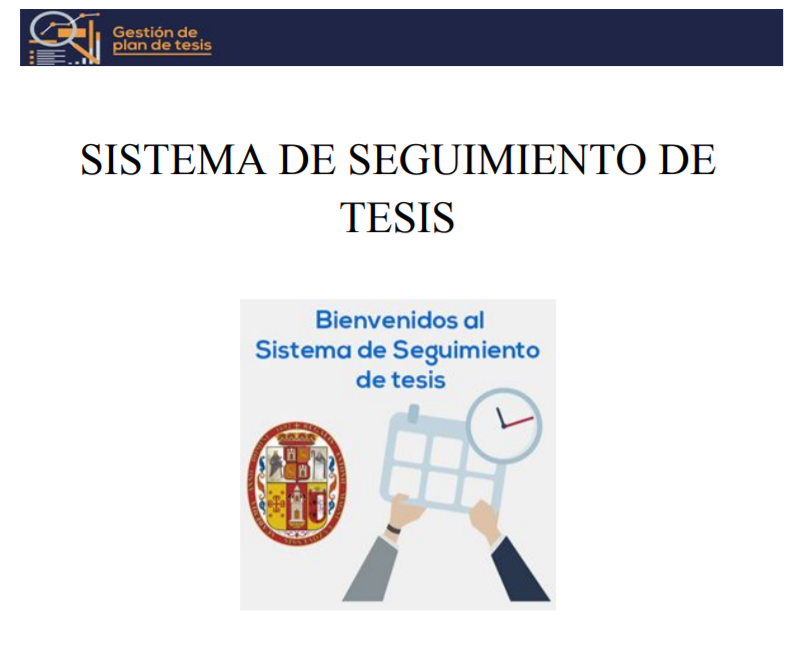 Gestión de
plan de tesis
SISTEMA DE SEGUIMIENTO DE
TESIS
Bienvenidos al
Sistema de Seguimiento
de tesis